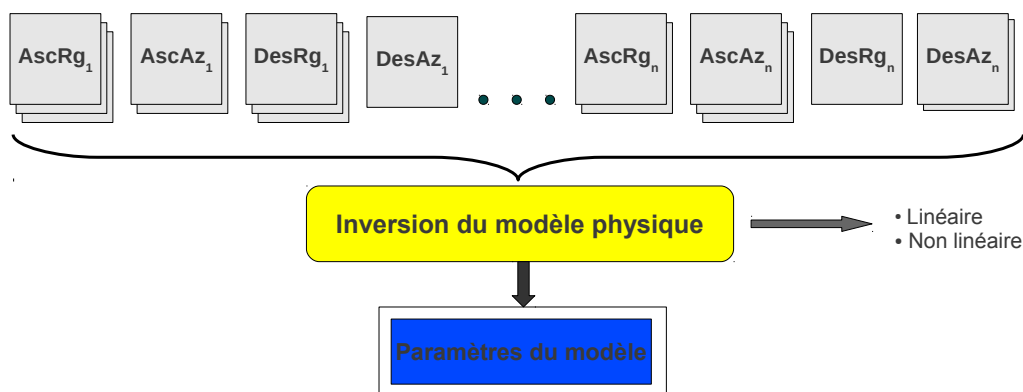 AscRg1 AscAz1 DesRg1 DesAz1 AscRgn AscAzn DesRgn DesAzn
Inversion du modèle physique
• Linéaire
• Non linéaire
Paramètres du modèle